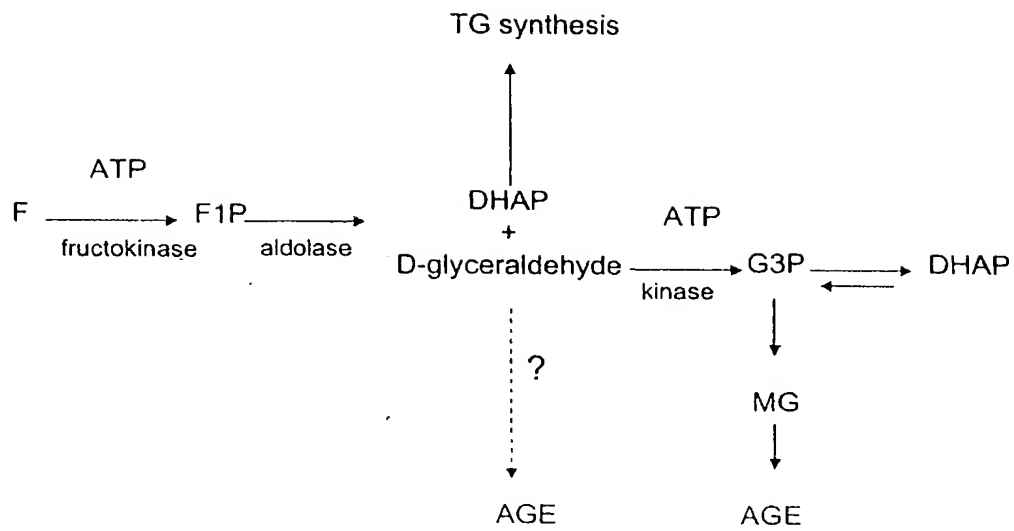 TG synthesis
ATP
DHAP
ATP
F
F1P
+
fructokinase
aldolase
D-glyceraldehyde
G3P
DHAP
kinase
?
MG
AGE
AGE